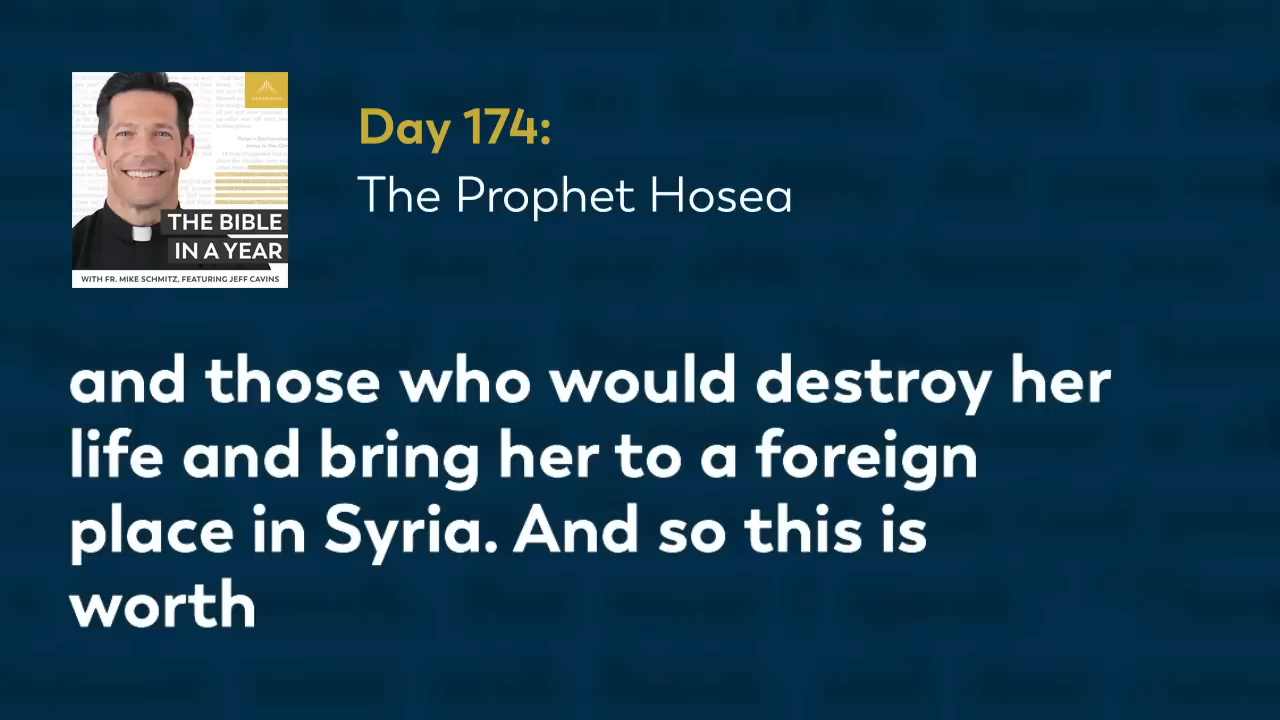 Day 174:
The Prophet Hosea
THE BIBLE
IN A YEAR
WITH FR. MIKE SCHMITZ, FEATURING JEFF CAVINS
and those who would destroy her
life and bring her to a foreign
place in Syria. And so this is
worth